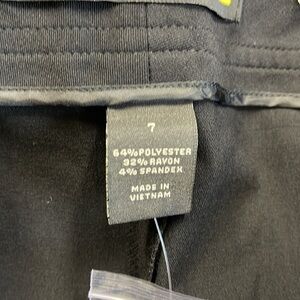 7
64% POLYESTER
32% RAYON
4% SPANDEX
MADE IN
VIETNAM